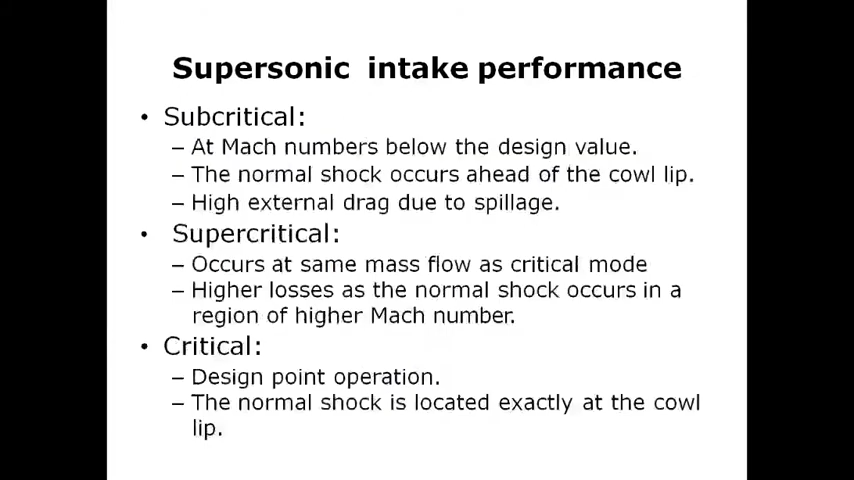 Supersonic intake performance
• Subcritical:
– At Mach numbers below the design value.
– The normal shock occurs ahead of the cowl lip.
– High external drag due to spillage.
• Supercritical:
– Occurs at same mass flow as critical mode
– Higher losses as the normal shock occurs in a
region of higher Mach number.
• Critical:
– Design point operation.
– The normal shock is located exactly at the cowl
lip.